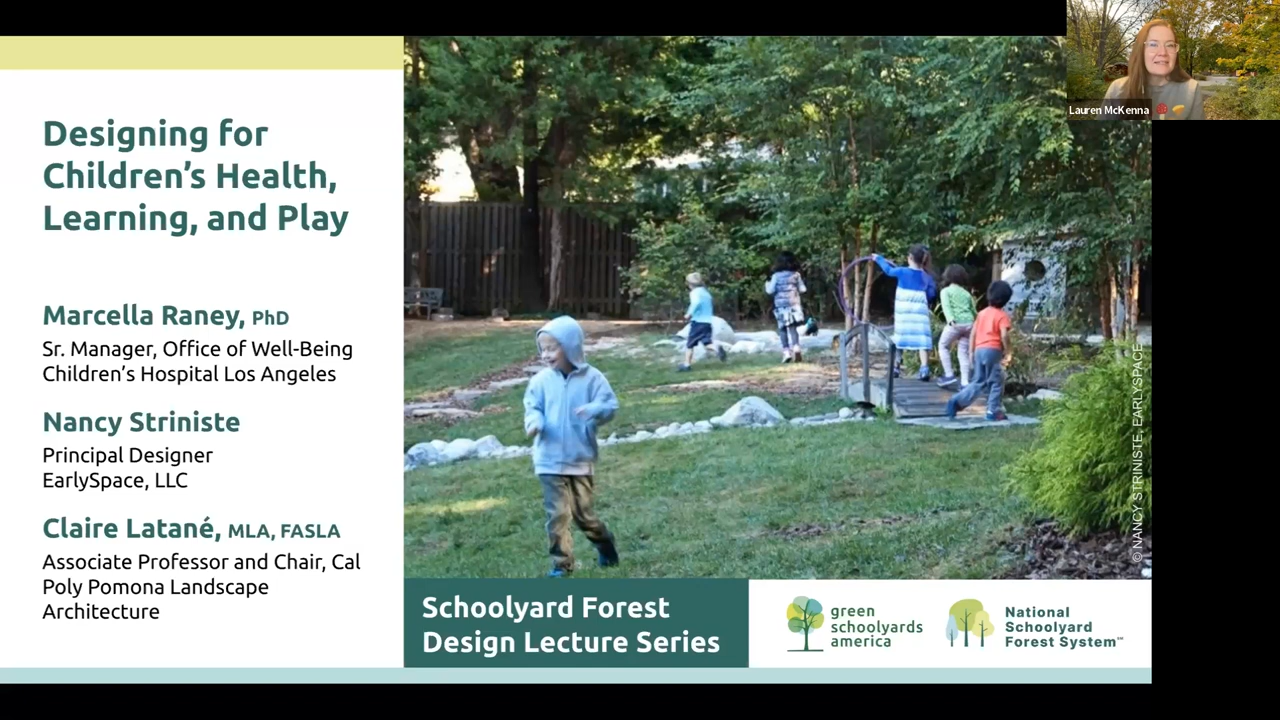 Designing for
Children's Health,
Learning, and Play
Marcella Raney, PhD
Sr. Manager, Office of Well-Being
Children's Hospital Los Angeles
Nancy Striniste
Principal Designer
EarlySpace, LLC
Claire Latané, MLA, FASLA
Associate Professor and Chair, Cal
Poly Pomona Landscape
Architecture
Schoolyard Forest
Design Lecture Series
green
schoolyards
america
National
Schoolyard
Forest System℠
© NANCY STRINISTE, EARLYSPACE
Lauren McKenna